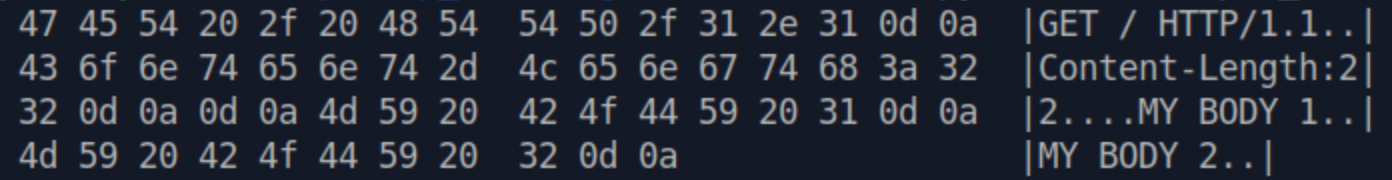 47 45 54 20 2f 20 48 54  54 50 2f 31 2e 31 0d 0a  |GET / HTTP/1.1..|
43 6f 6e 74 65 6e 74 2d  4c 65 6e 67 74 68 3a 32  |Content-Length:2|
32 0d 0a 0d 0a 4d 59 20  42 4f 44 59 20 31 0d 0a  |2....MY BODY 1..|
4d 59 20 42 4f 44 59 20  32 0d 0a  |MY BODY 2..|